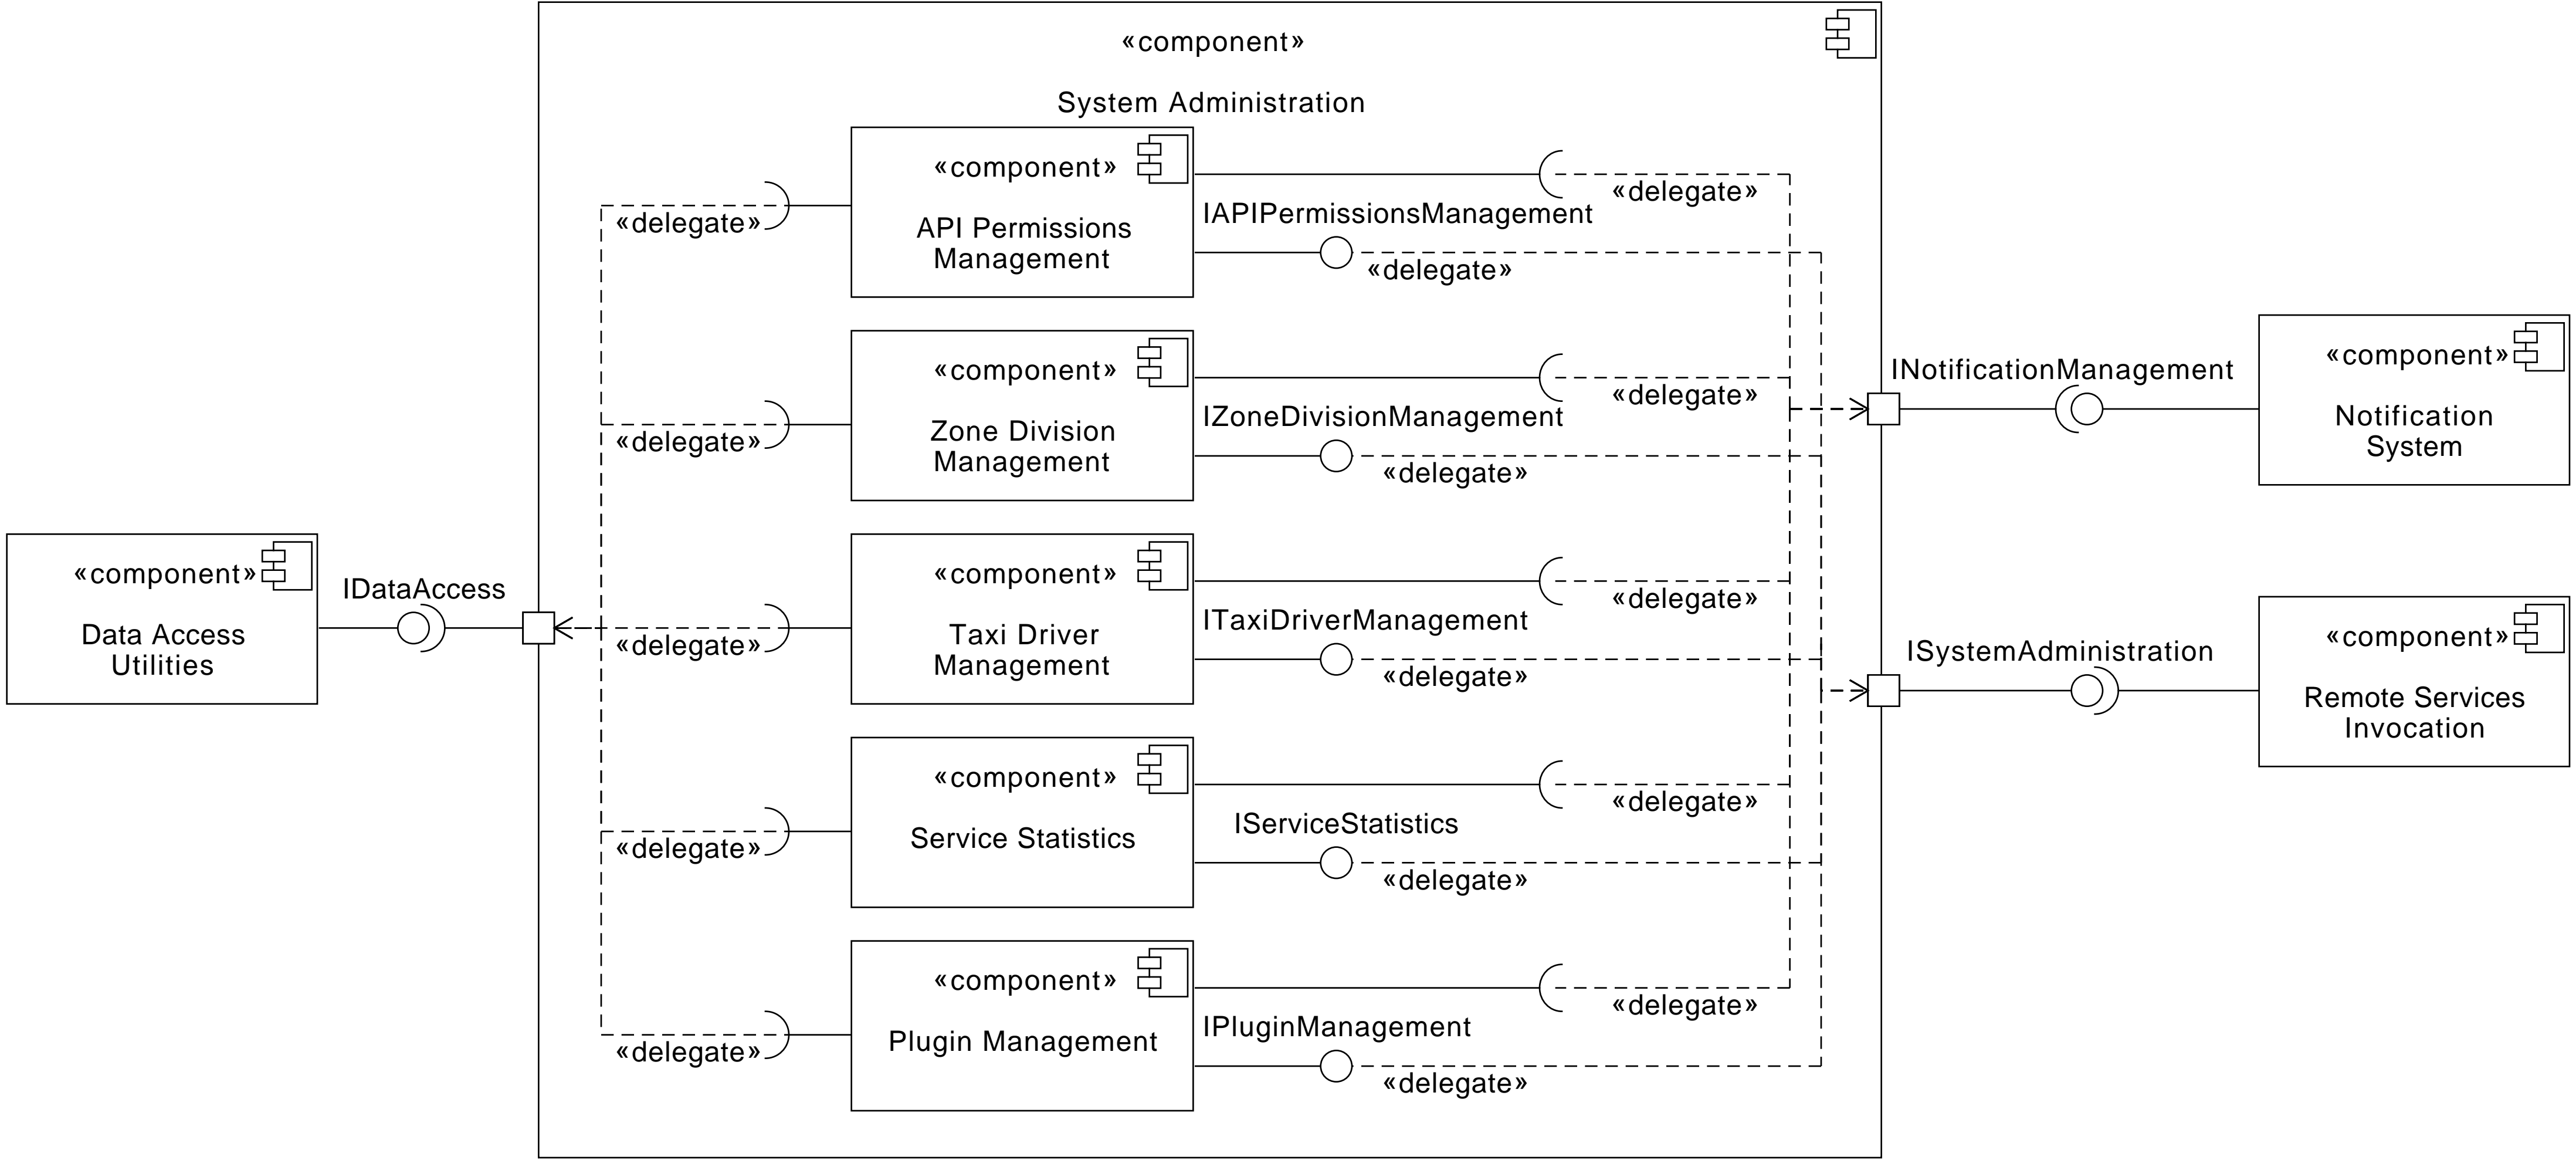 «component»
System Administration
«component»
API Permissions
Management
«delegate»
«delegate»
IAPIPermissionsManagement
«delegate»
«component»
Zone Division
Management
«delegate»
«delegate»
IZoneDivisionManagement
«delegate»
«component»
Taxi Driver
Management
«delegate»
«delegate»
ITaxiDriverManagement
«delegate»
«component»
Service Statistics
«delegate»
«delegate»
IServiceStatistics
«delegate»
«component»
Plugin Management
«delegate»
«delegate»
IPluginManagement
«delegate»
«component»
Data Access
Utilities
IDataAccess
INotificationManagement
«component»
Notification
System
ISystemAdministration
«component»
Remote Services
Invocation